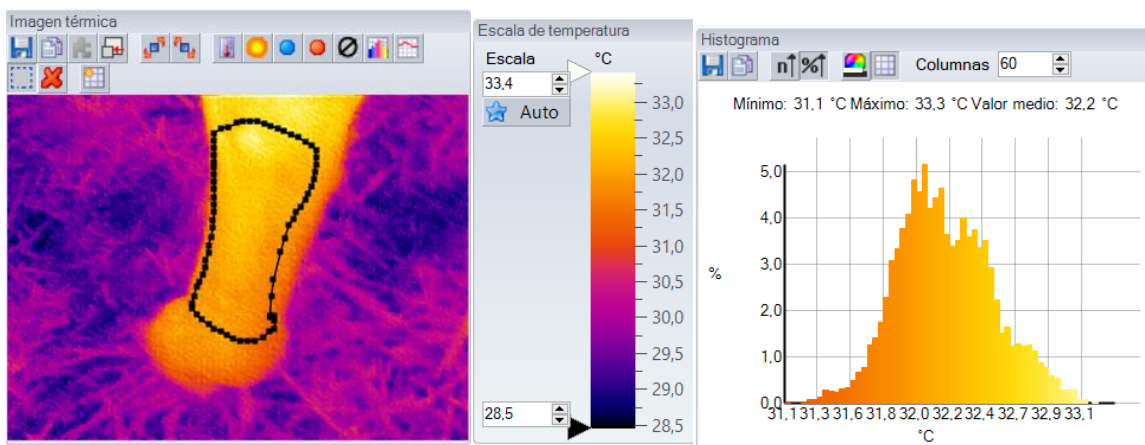 Imagen térmica
Escala de temperatura
Escala
°C
33,4
Auto
33,0
32,5
32,0
31,5
31,0
30,5
30,0
29,5
29,0
28,5
28,5
Histograma
n %
Columnas 60
Mínimo: 31,1 °C Máximo: 33,3 °C Valor medio: 32,2 °C
5,0
4,0
3,0
%
2,0
1,0
0,0
31,1 31,3 31,6 31,8 32,0 32,2 32,4 32,7 32,9 33,1
°C